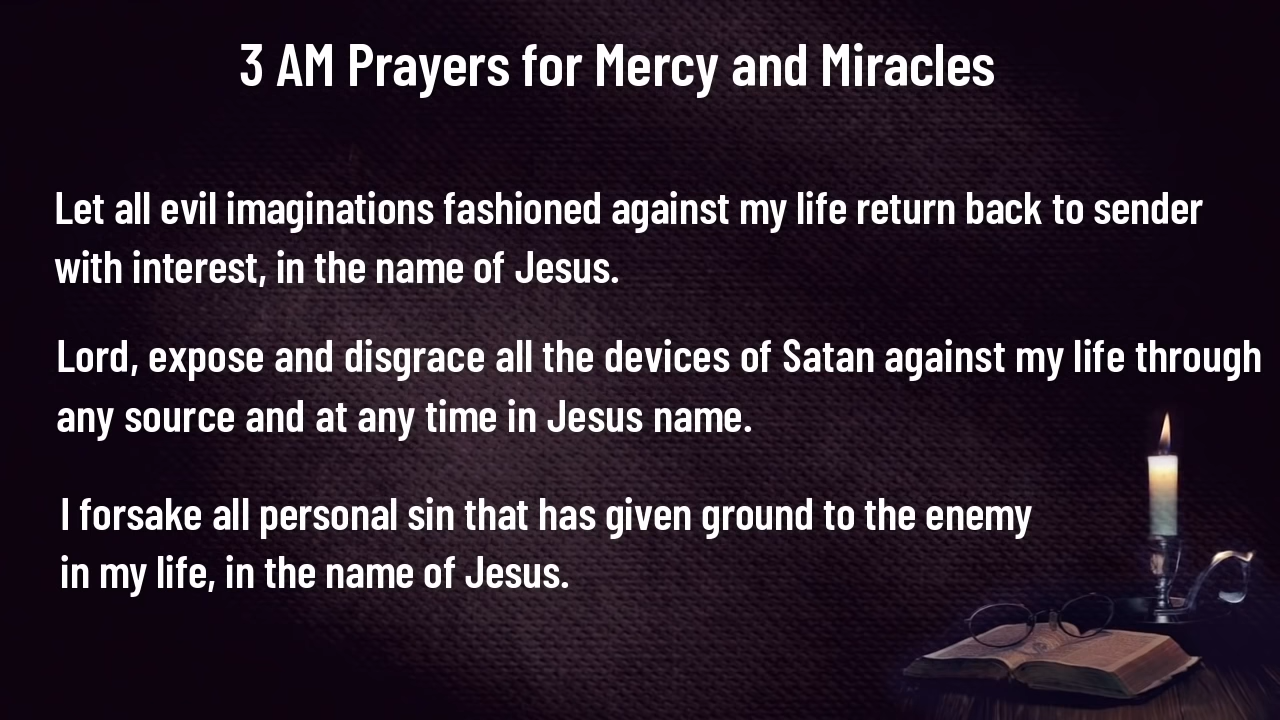 3 AM Prayers for Mercy and Miracles
Let all evil imaginations fashioned against my life return back to sender
with interest, in the name of Jesus.
Lord, expose and disgrace all the devices of Satan against my life through
any source and at any time in Jesus name.
I forsake all personal sin that has given ground to the enemy
in my life, in the name of Jesus.